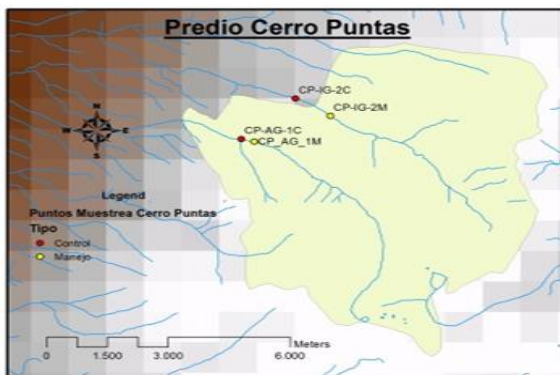 Predio Cerro Puntas
CP-IG-2C
CP-IG-2M
N
W E
S
CP-AG-1C
CP_AG_1M
Legend
Puntos Muestrea Cerro Puntas
Tipo
Control
Manejo
Meters
0 1.500 3.000 6.000